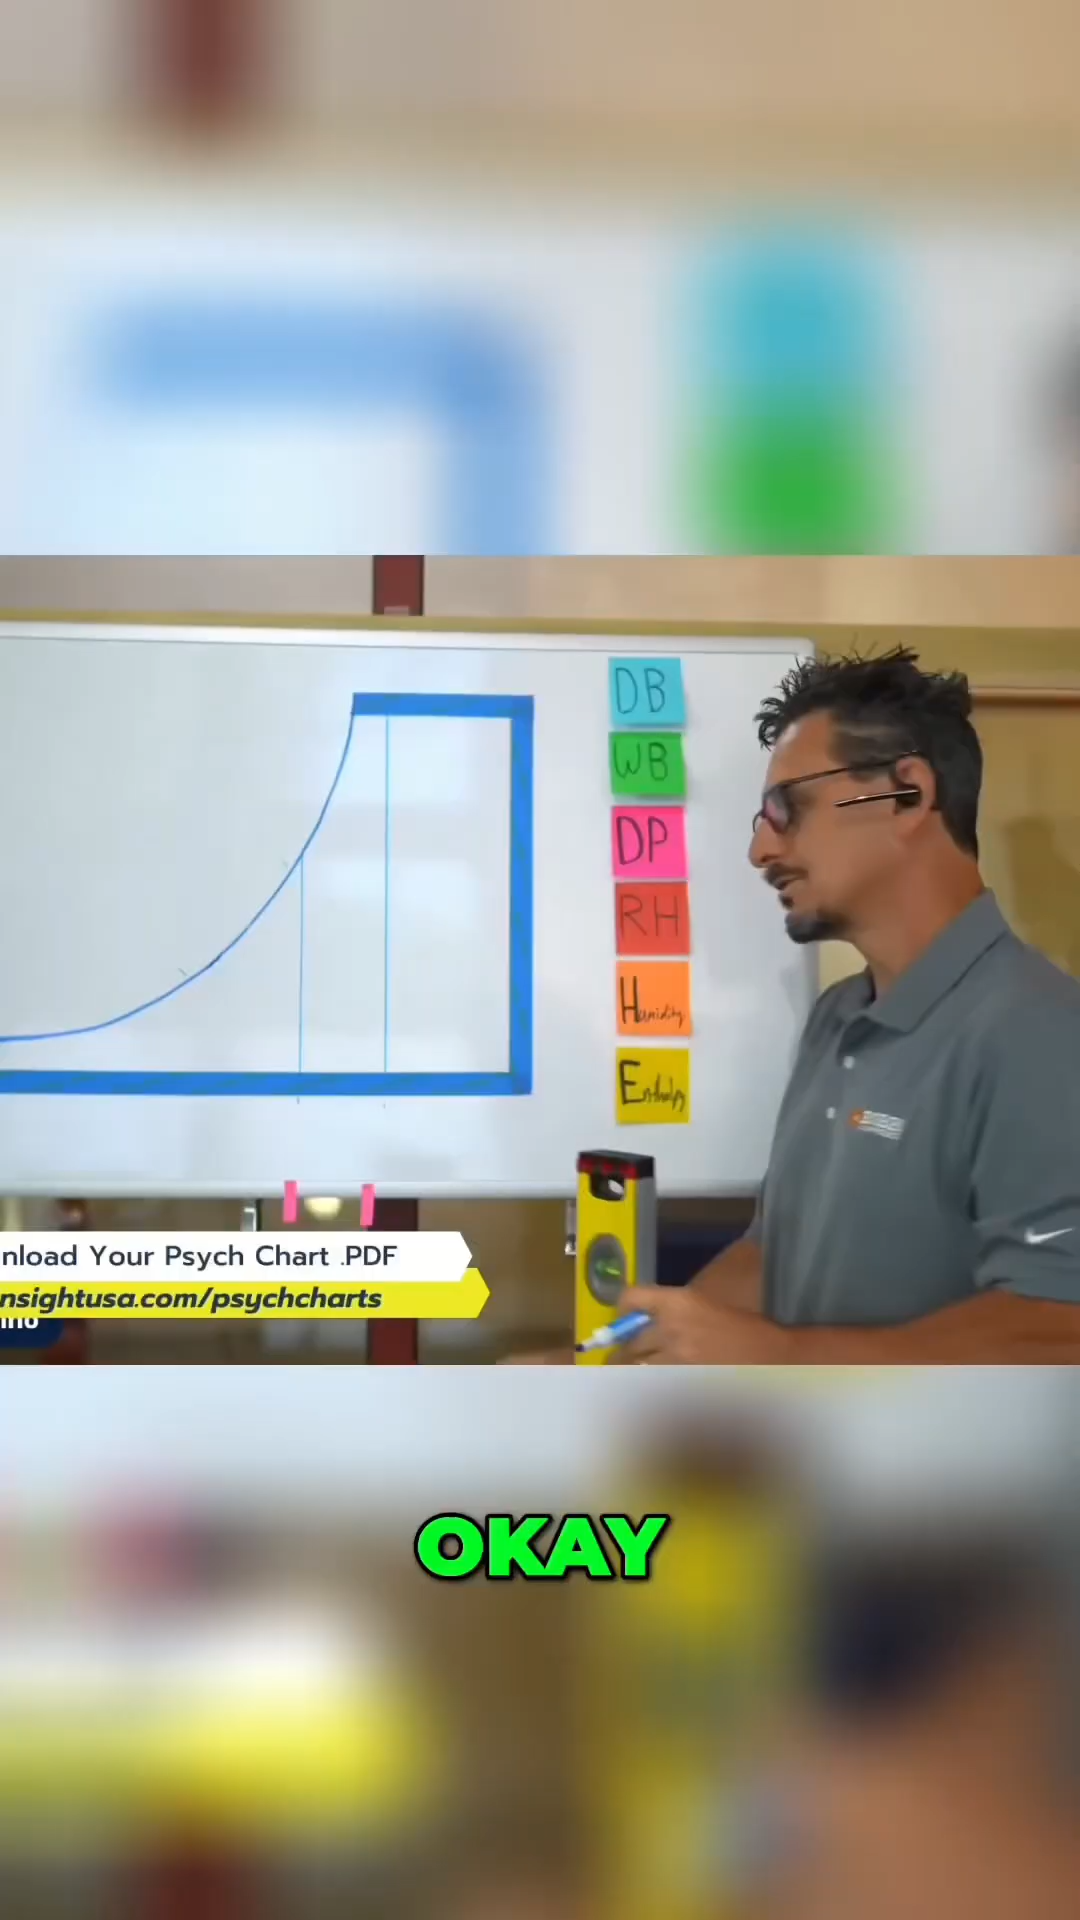 DB
WB
DP
RH
Humidity
Enthalpy
nload Your Psych Chart .PDF
nsightusa.com/psychcharts
OKAY